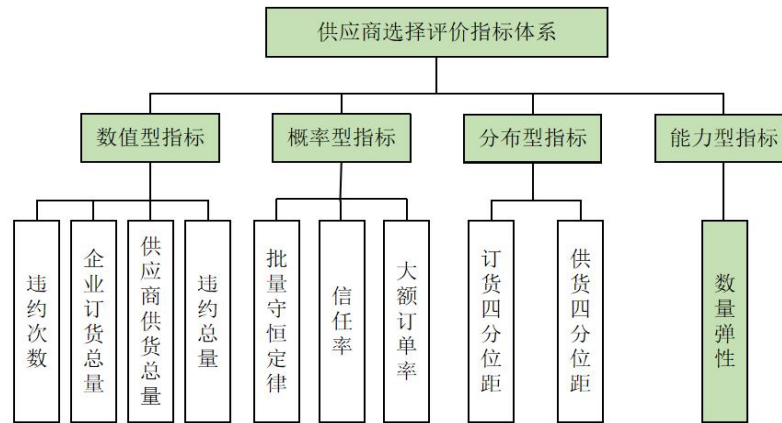 供应商选择评价指标体系
数值型指标
概率型指标
分布型指标
能力型指标
违约次数
企业订货总量
供应商供货总量
违约总量
批量守恒定律
信任率
大额订单率
订货四分位距
供货四分位距
数量弹性